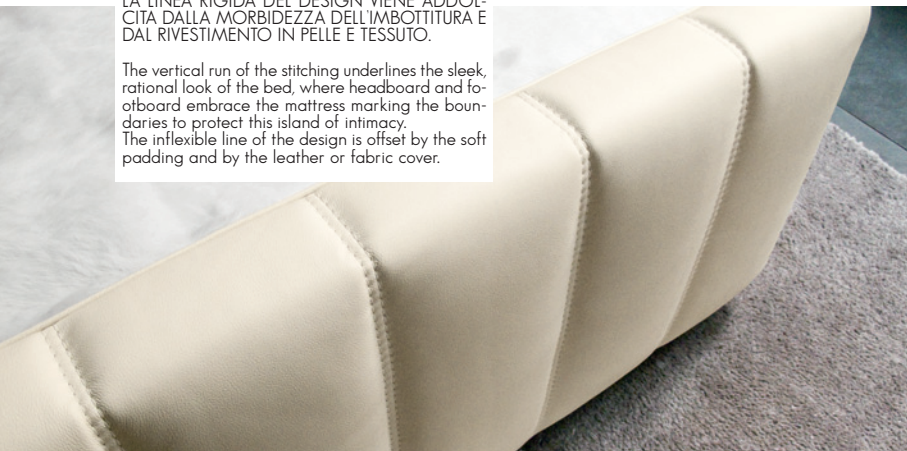 LA LINEA RIGIDA DEL DESIGN VIENE ADDOL-
CITA DALLA MORBIDEZZA DELL'IMBOTTITURA E
DAL RIVESTIMENTO IN PELLE E TESSUTO.
The vertical run of the stitching underlines the sleek,
rational look of the bed, where headboard and fo-
otboard embrace the mattress marking the boun-
daries to protect this island of intimacy.
The inflexible line of the design is offset by the soft
padding and by the leather or fabric cover.